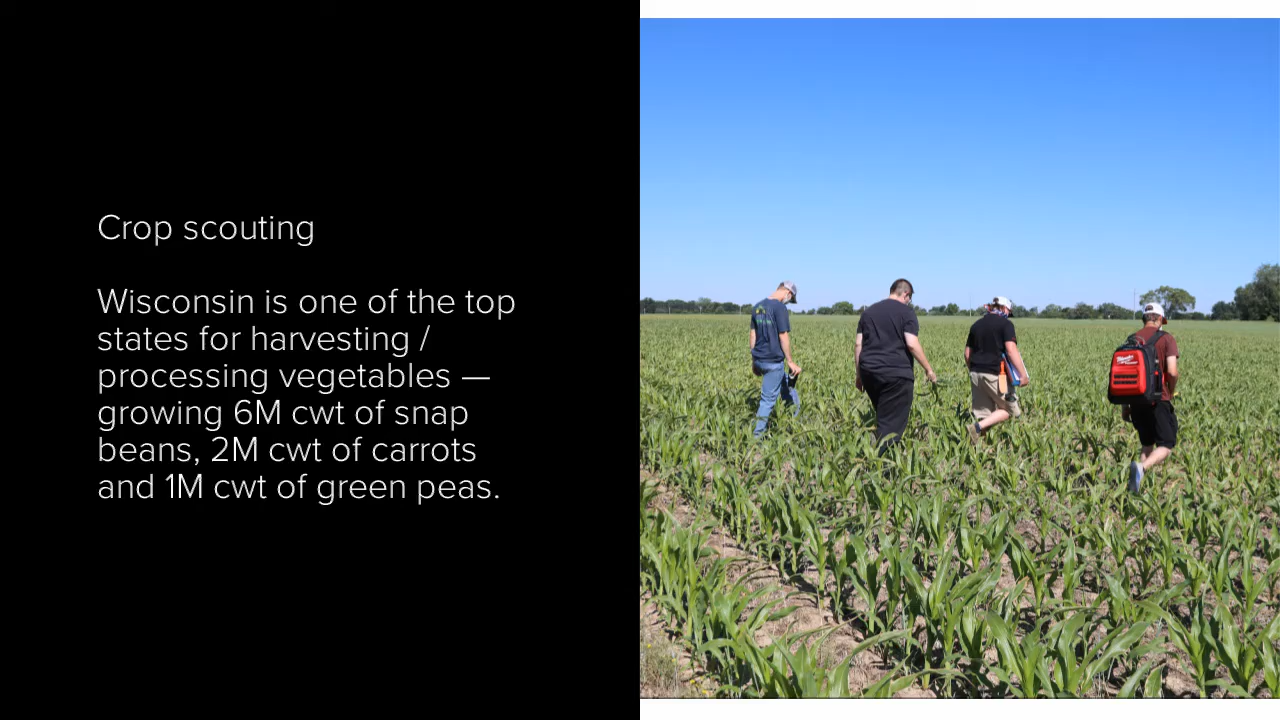 Crop scouting
Wisconsin is one of the top
states for harvesting /
processing vegetables —
growing 6M cwt of snap
beans, 2M cwt of carrots
and 1M cwt of green peas.
Milwaukee